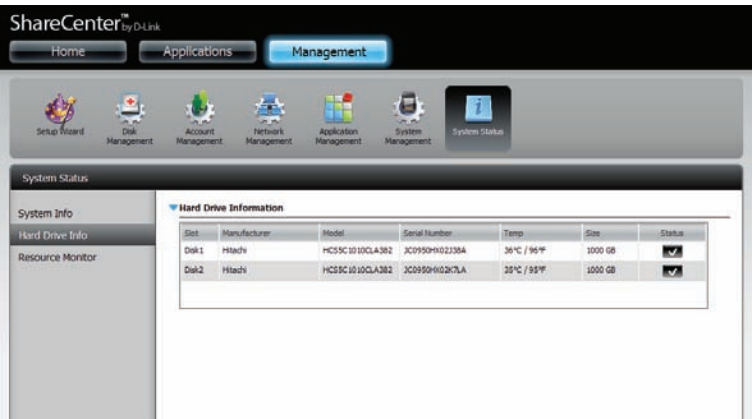 ShareCenter™ by D-Link
Home Applications Management
Setup Wizard Disk Management Account Management Network Management Application Management System Management System Status
System Status
System Info
Hard Drive Info
Resource Monitor
Hard Drive Information
Slot Manufacturer Model Serial Number Temp Size Status
Disk1 Hitachi HCS5C1010CLA382 JC0950HX02J38A 36°C / 96°F 1000 GB
Disk2 Hitachi HCS5C1010CLA382 JC0950HX02K7LA 35°C / 95°F 1000 GB